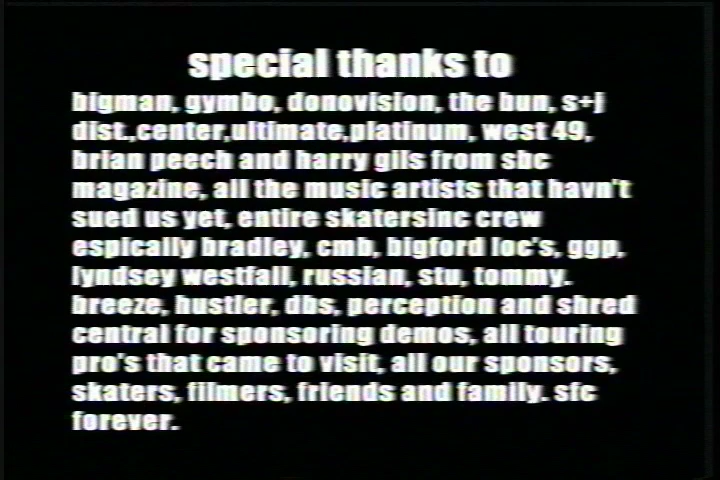 special thanks to
bigman, gymbo, donovision, the bun, s+j
dist.,center,ultimate,platinum, west 49,
brian peech and harry gils from sbc
magazine, all the music artists that havn't
sued us yet, entire skatersinc crew
espically bradley, cmh, bigford loc's, ggp,
lyndsey westfall, russian, stu, tommy.
breeze, hustler, dbs, perception and shred
central for sponsoring demos, all touring
pro's that came to visit, all our sponsors,
skaters, filmers, friends and family. sfc
forever.